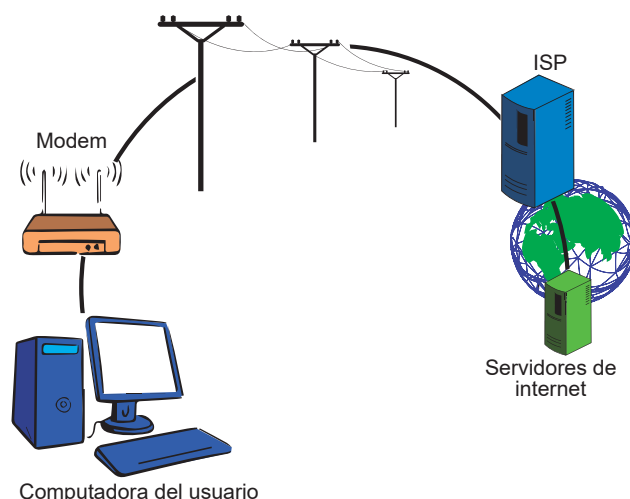 ISP
Modem
Servidores de
internet
Computadora del usuario